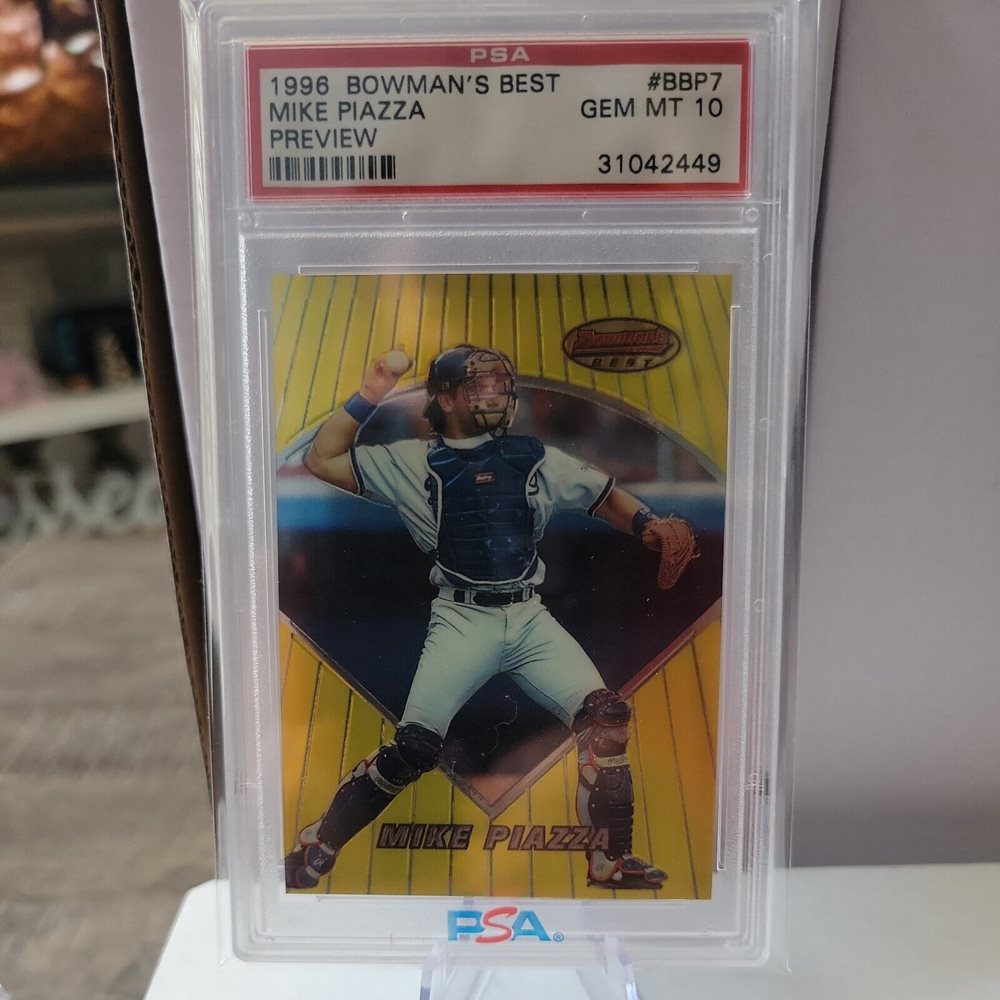 PSA
1996 BOWMAN'S BEST #BBP7
MIKE PIAZZA GEM MT 10
PREVIEW
31042449
Bowman's
BEST
MIKE PIAZZA
PSA®